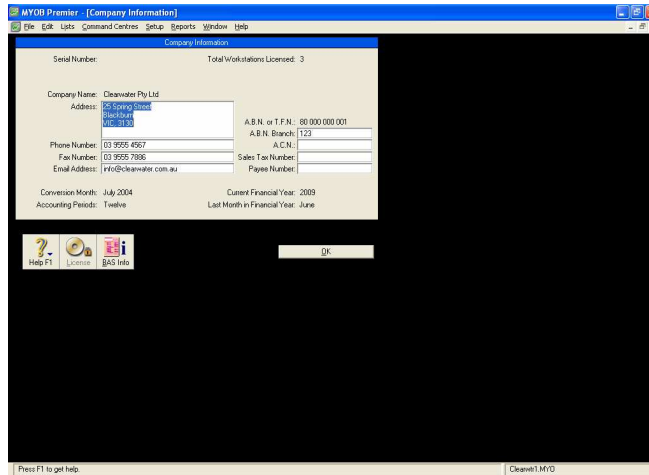 MYOB Premier - [Company Information]
File Edit Lists Command Centres Setup Reports Window Help
Company Information
Serial Number: Total Workstations Licensed: 3
Company Name: Clearwater Pty Ltd
Address: 25 Spring Street
Blackburn
VIC, 3130
A.B.N. or T.F.N.: 80 000 000 001
A.B.N. Branch: 123
Phone Number: 03 9555 4567 A.C.N.:
Fax Number: 03 9555 7886 Sales Tax Number:
Email Address: info@clearwater.com.au Payee Number:
Conversion Month: July 2004 Current Financial Year: 2009
Accounting Periods: Twelve Last Month in Financial Year: June
Help F1 License BAS Info OK
Press F1 to get help. Clearwtr1.MYO